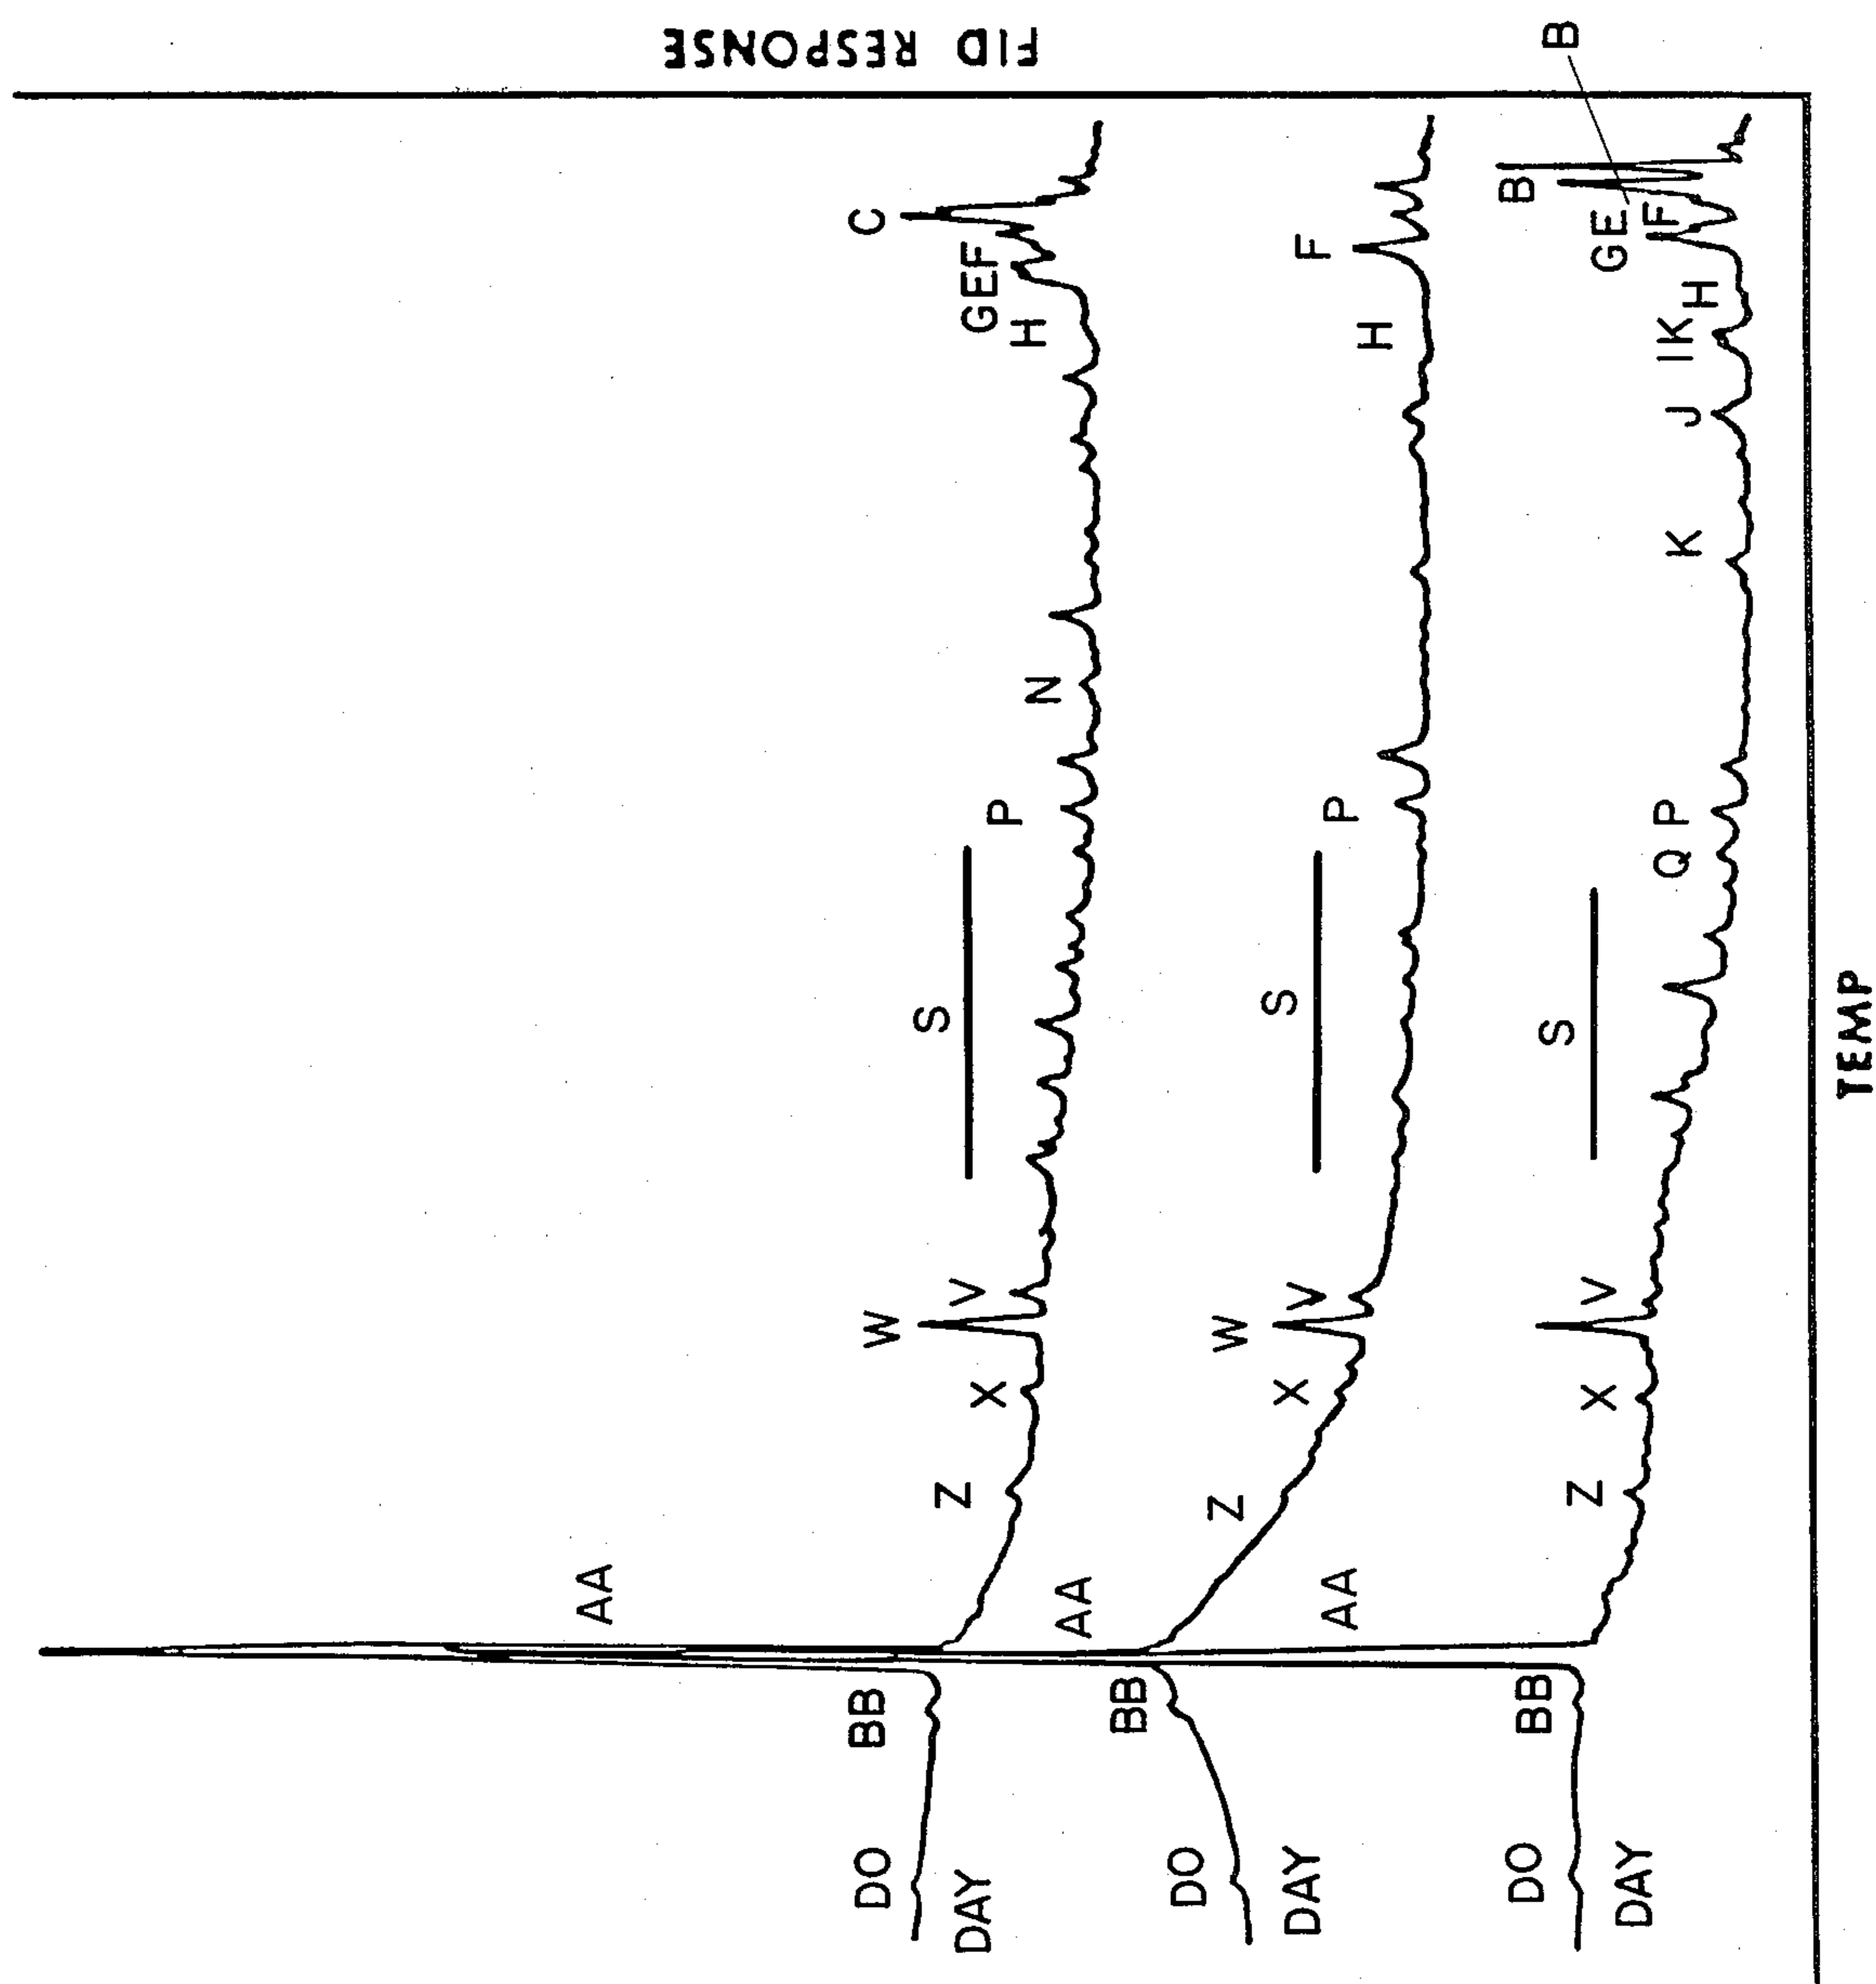 FID RESPONSE
DO
DAY
BB
AA
Z
X
W
V
S
P
N
H
GEF
C
DO
DAY
BB
AA
Z
X
W
V
S
P
H
F
DO
DAY
BB
AA
Z
X
V
S
Q
P
K
J
IK
H
GE
F
B
B
TEMP